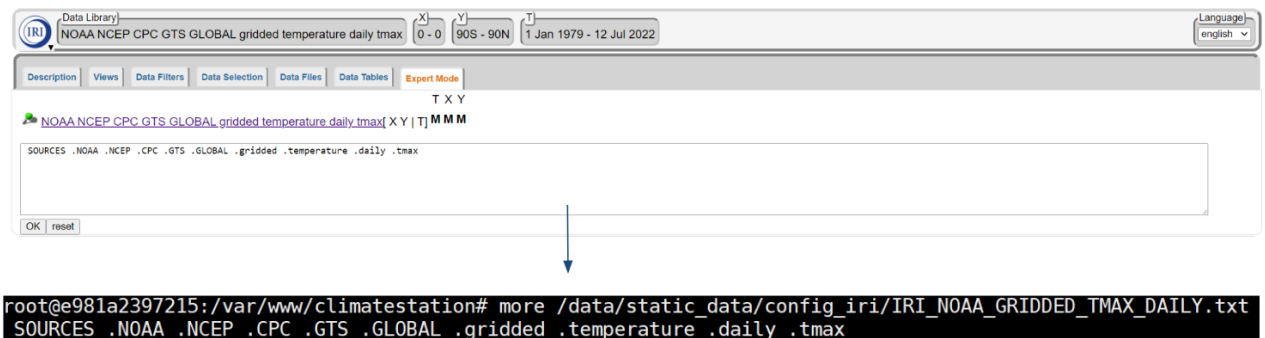 Data Library
X
Y
T
Language
IRI
NOAA NCEP CPC GTS GLOBAL gridded temperature daily tmax
0 - 0
90S - 90N
1 Jan 1979 - 12 Jul 2022
english
Description Views Data Filters Data Selection Data Files Data Tables Expert Mode
T X Y
NOAA NCEP CPC GTS GLOBAL gridded temperature daily tmax[ X Y | T] M M M
SOURCES .NOAA .NCEP .CPC .GTS .GLOBAL .gridded .temperature .daily .tmax
OK reset
root@e981a2397215:/var/www/climatestation# more /data/static_data/config_iri/IRI_NOAA_GRIDDED_TMAX_DAILY.txt
SOURCES .NOAA .NCEP .CPC .GTS .GLOBAL .gridded .temperature .daily .tmax